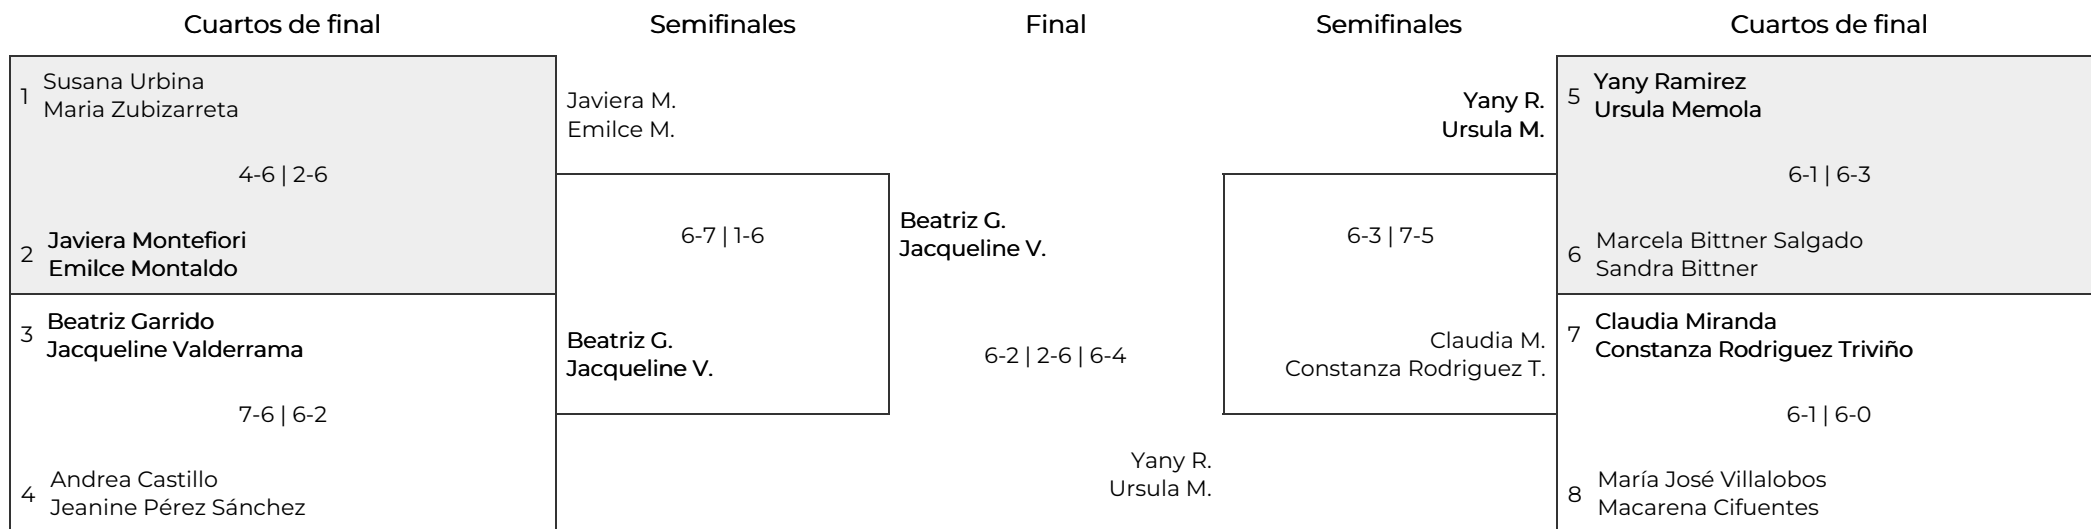 Cuartos de final
Semifinales
Final
Semifinales
Cuartos de final
1
Susana Urbina
Maria Zubizarreta
4-6 | 2-6
2
Javiera Montefiori
Emilce Montaldo
3
Beatriz Garrido
Jacqueline Valderrama
7-6 | 6-2
4
Andrea Castillo
Jeanine Pérez Sánchez
Javiera M.
Emilce M.
6-7 | 1-6
Beatriz G.
Jacqueline V.
Beatriz G.
Jacqueline V.
6-2 | 2-6 | 6-4
Yany R.
Ursula M.
Yany R.
Ursula M.
6-3 | 7-5
Claudia M.
Constanza Rodriguez T.
5
Yany Ramirez
Ursula Memola
6-1 | 6-3
6
Marcela Bittner Salgado
Sandra Bittner
7
Claudia Miranda
Constanza Rodriguez Triviño
6-1 | 6-0
8
María José Villalobos
Macarena Cifuentes